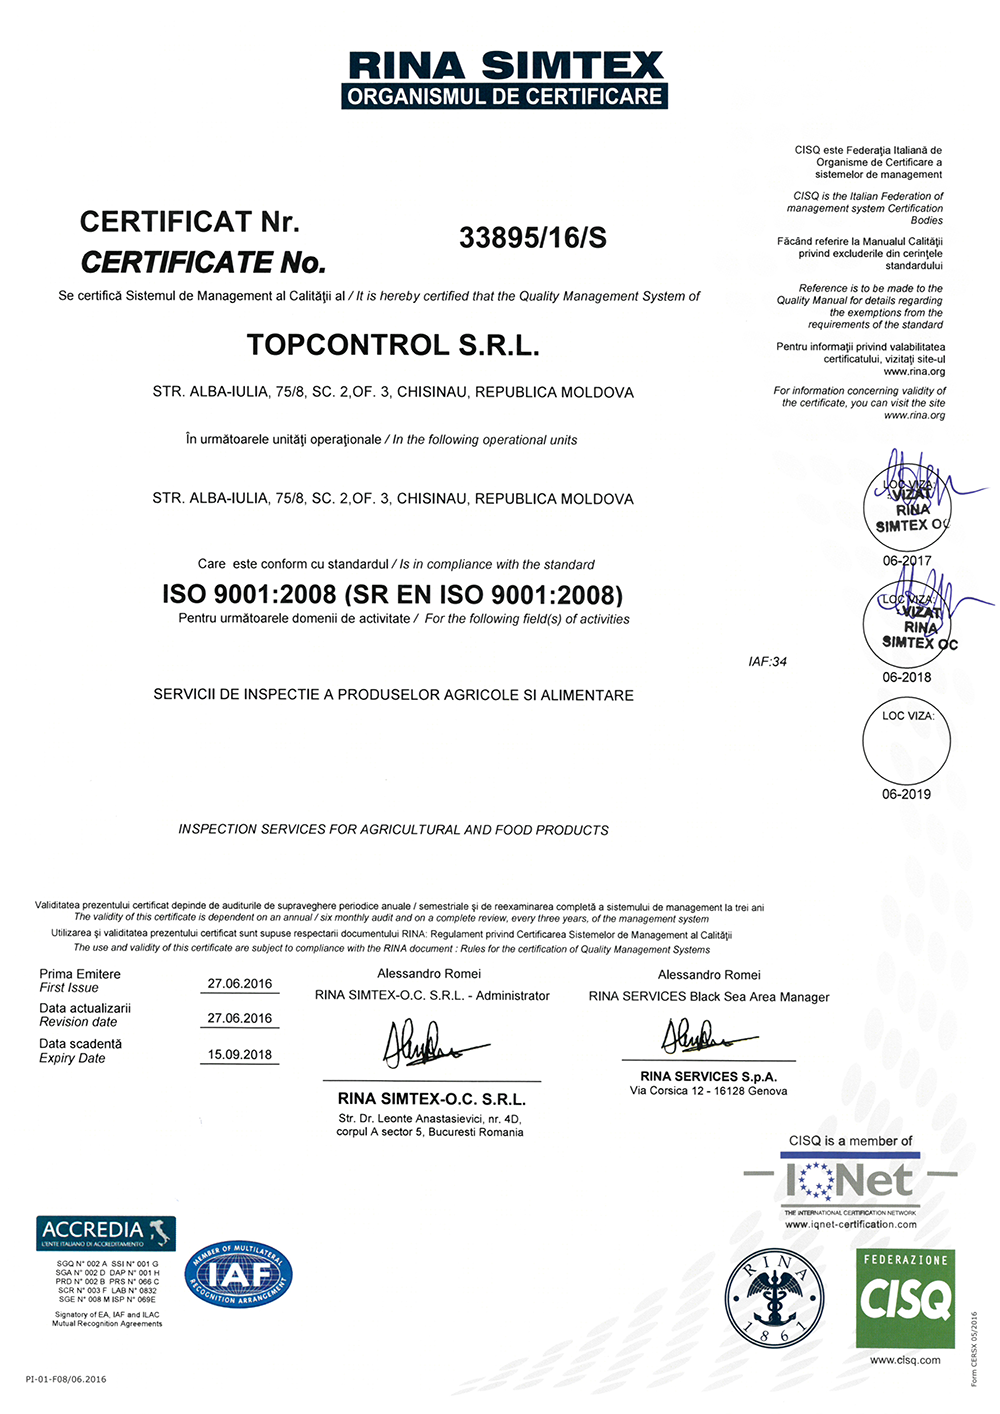 RINA SIMTEX
ORGANISMUL DE CERTIFICARE
CISQ este Federaţia Italiană de
Organisme de Certificare a
sistemelor de management
CISQ is the Italian Federation of
management system Certification
Bodies
Făcând referire la Manualul Calităţii
privind excluderile din cerinţele
standardului
Reference is to be made to the
Quality Manual for details regarding
the exemptions from the
requirements of the standard
Pentru informaţii privind valabilitatea
certificatului, vizitaţi site-ul
www.rina.org
For information concerning validity of
the certificate, you can visit the site
www.rina.org
CERTIFICAT Nr.
CERTIFICATE No.
33895/16/S
Se certifică Sistemul de Management al Calităţii al / It is hereby certified that the Quality Management System of
TOPCONTROL S.R.L.
STR. ALBA-IULIA, 75/8, SC. 2,OF. 3, CHISINAU, REPUBLICA MOLDOVA
În următoarele unităţi operaţionale / In the following operational units
STR. ALBA-IULIA, 75/8, SC. 2,OF. 3, CHISINAU, REPUBLICA MOLDOVA
Care este conform cu standardul / Is in compliance with the standard
ISO 9001:2008 (SR EN ISO 9001:2008)
Pentru următoarele domenii de activitate / For the following field(s) of activities
IAF:34
SERVICII DE INSPECTIE A PRODUSELOR AGRICOLE SI ALIMENTARE
INSPECTION SERVICES FOR AGRICULTURAL AND FOOD PRODUCTS
LOC VIZA:
VIZAT
RINA
SIMTEX OC
06-2017
LOC VIZA:
VIZAT
RINA
SIMTEX OC
06-2018
LOC VIZA:
06-2019
Validitatea prezentului certificat depinde de auditurile de supraveghere periodice anuale / semestriale şi de reexaminarea completă a sistemului de management la trei ani
The validity of this certificate is dependent on an annual / six monthly audit and on a complete review, every three years, of the management system
Utilizarea şi validitatea prezentului certificat sunt supuse respectarii documentului RINA: Regulament privind Certificarea Sistemelor de Management al Calităţii
The use and validity of this certificate are subject to compliance with the RINA document : Rules for the certification of Quality Management Systems
Prima Emitere
First Issue
27.06.2016
Data actualizarii
Revision date
27.06.2016
Data scadentă
Expiry Date
15.09.2018
Alessandro Romei
RINA SIMTEX-O.C. S.R.L. - Administrator
RINA SIMTEX-O.C. S.R.L.
Str. Dr. Leonte Anastasievici, nr. 4D,
corpul A sector 5, Bucuresti Romania
Alessandro Romei
RINA SERVICES Black Sea Area Manager
RINA SERVICES S.p.A.
Via Corsica 12 - 16128 Genova
CISQ is a member of
IQNet
THE INTERNATIONAL CERTIFICATION NETWORK
www.iqnet-certification.com
ACCREDIA
L'ENTE ITALIANO DI ACCREDITAMENTO
SGQ N° 002 A SSI N° 001 G
SGA N° 002 D DAP N° 001 H
PRD N° 002 B PRS N° 066 C
SCR N° 003 F LAB N° 0832
SGE N° 008 M ISP N° 069E
Signatory of EA, IAF and ILAC
Mutual Recognition Agreements
MEMBER OF MULTILATERAL
IAF
RECOGNITION ARRANGEMENT
RINA
1861
FEDERAZIONE
CISQ
www.cisq.com
Form CERSX 05/2016
PI-01-F08/06.2016